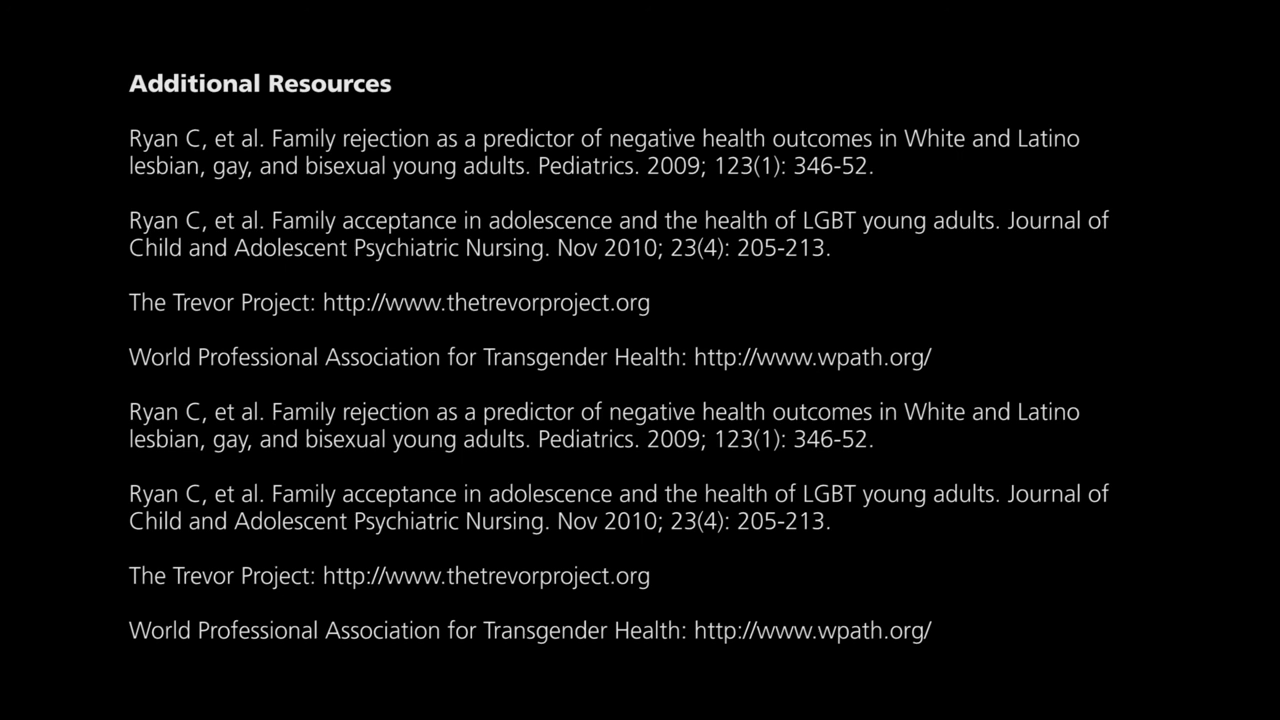 Additional Resources
Ryan C, et al. Family rejection as a predictor of negative health outcomes in White and Latino
lesbian, gay, and bisexual young adults. Pediatrics. 2009; 123(1): 346-52.
Ryan C, et al. Family acceptance in adolescence and the health of LGBT young adults. Journal of
Child and Adolescent Psychiatric Nursing. Nov 2010; 23(4): 205-213.
The Trevor Project: http://www.thetrevorproject.org
World Professional Association for Transgender Health: http://www.wpath.org/
Ryan C, et al. Family rejection as a predictor of negative health outcomes in White and Latino
lesbian, gay, and bisexual young adults. Pediatrics. 2009; 123(1): 346-52.
Ryan C, et al. Family acceptance in adolescence and the health of LGBT young adults. Journal of
Child and Adolescent Psychiatric Nursing. Nov 2010; 23(4): 205-213.
The Trevor Project: http://www.thetrevorproject.org
World Professional Association for Transgender Health: http://www.wpath.org/